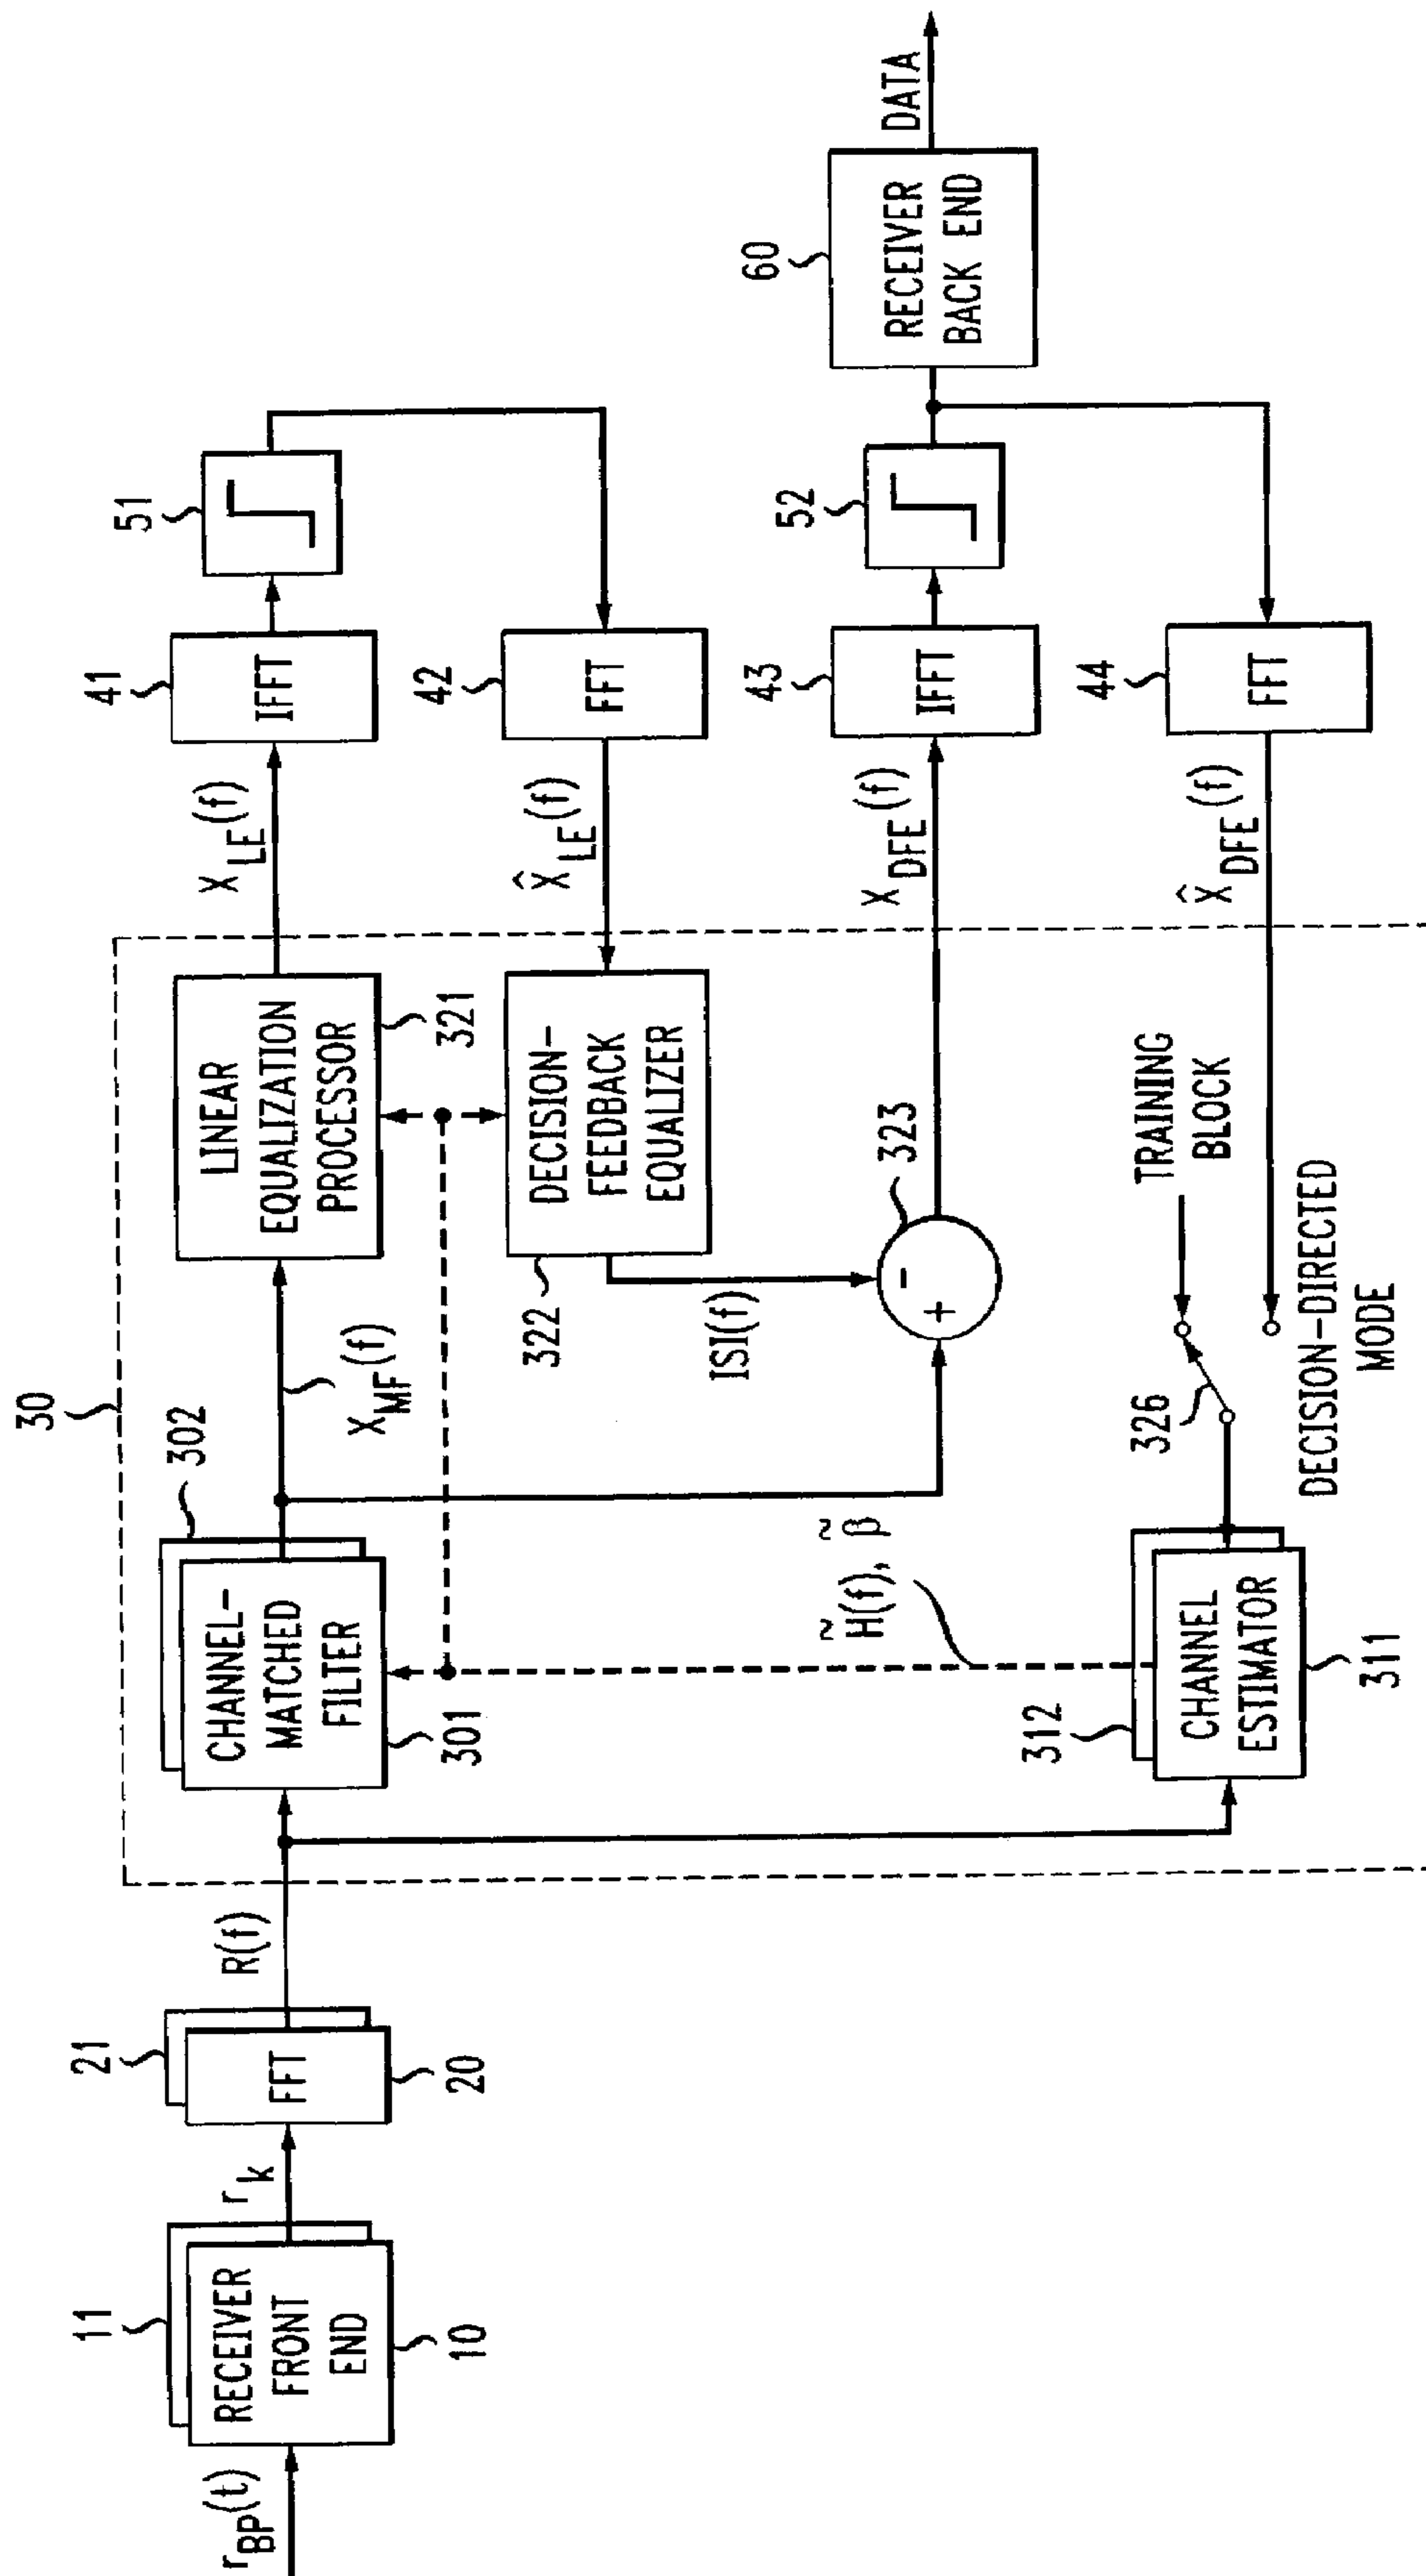 30
r_BP(t)
11
RECEIVER
FRONT
END
10
r_k
21
FFT
20
R(f)
302
CHANNEL-
MATCHED
FILTER
301
X_MF(f)
LINEAR
EQUALIZATION
PROCESSOR
321
X_LE(f)
41
IFFT
51
DECISION-
FEEDBACK
EQUALIZER
322
X̂_LE(f)
42
FFT
ISI(f)
-
+
323
X_DFE(f)
43
IFFT
52
60
RECEIVER
BACK END
DATA
H̃(f), β̃
312
CHANNEL
ESTIMATOR
311
326
TRAINING
BLOCK
DECISION-DIRECTED
MODE
X̂_DFE(f)
44
FFT